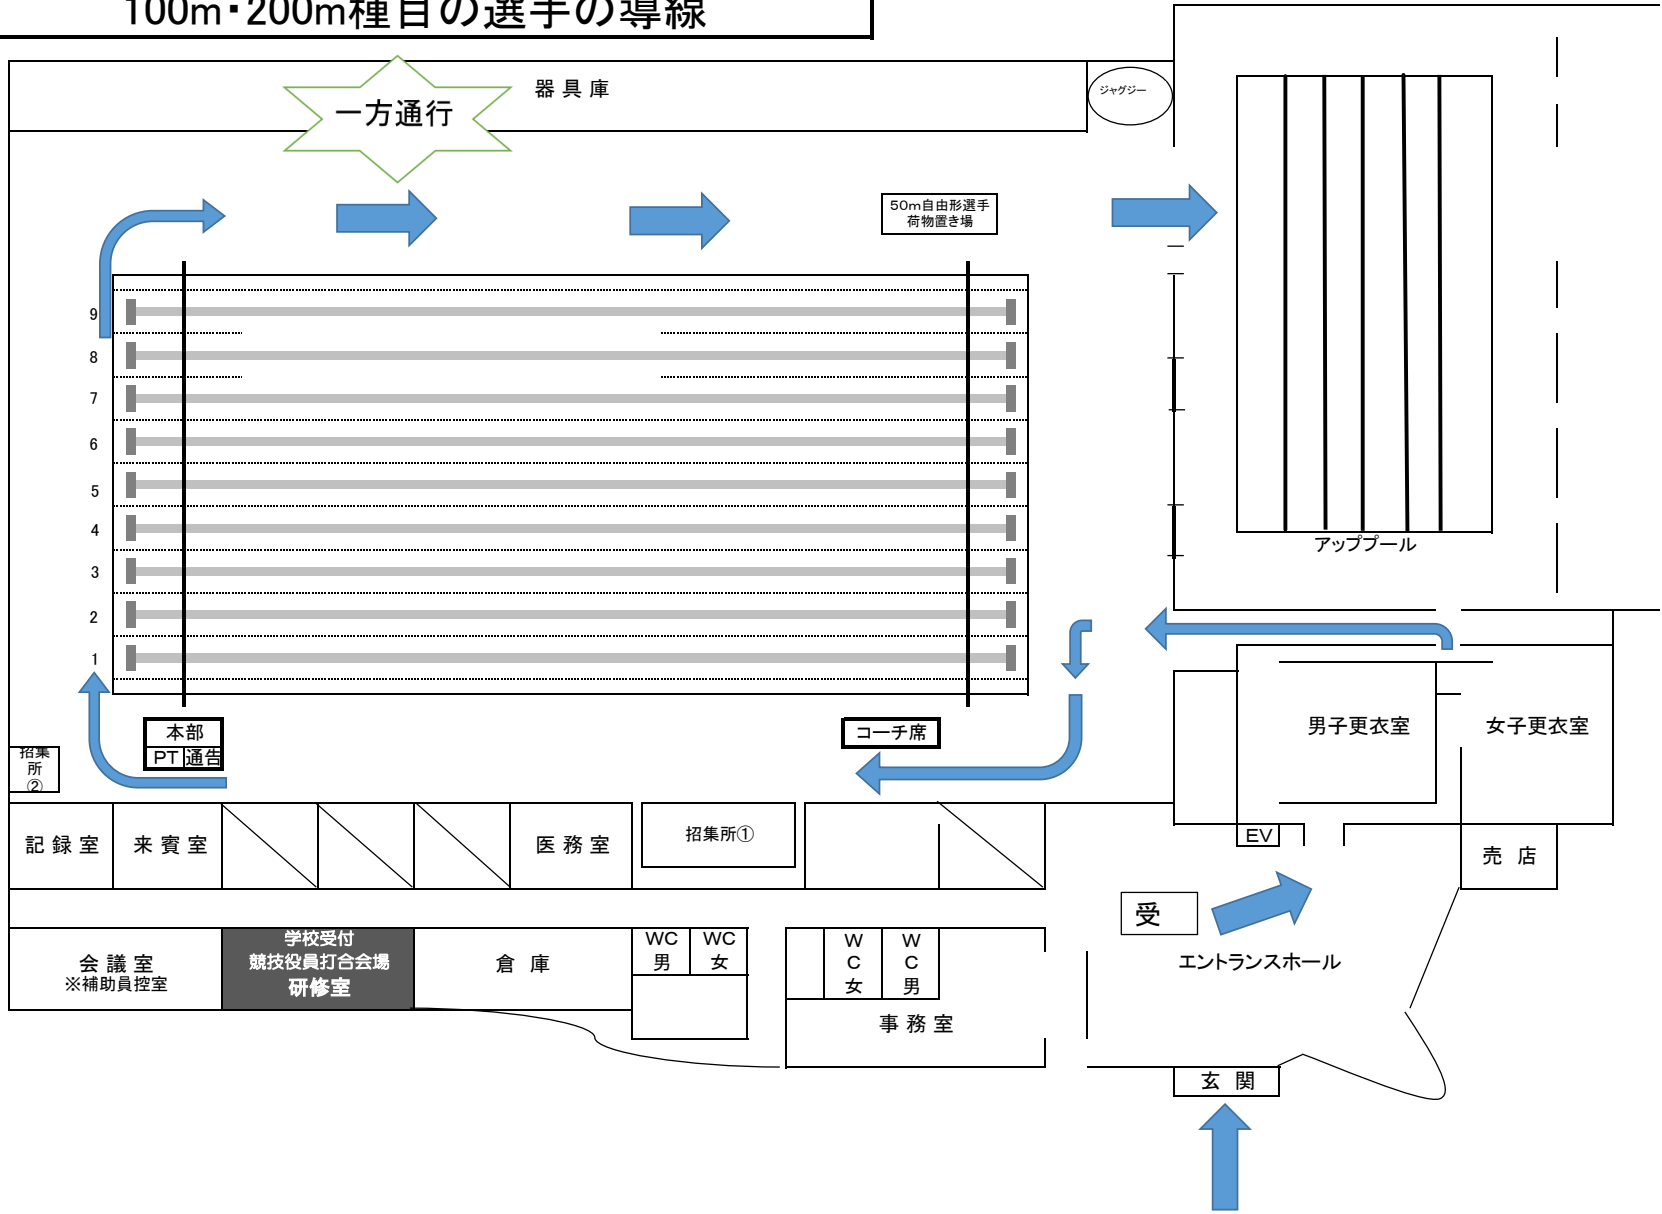 100m・200m種目の選手の導線
一方通行
器具庫
ジャグジー
50m自由形選手
荷物置き場
9
8
7
6
5
4
3
2
1
アッププール
本部
PT 通告
コーチ席
招集
所
②
男子更衣室
女子更衣室
記録室
来賓室
医務室
招集所①
EV
売店
受
エントランスホール
会議室
※補助員控室
学校受付
競技役員打合会場
研修室
倉庫
WC
男
WC
女
W
C
女
W
C
男
事務室
玄関